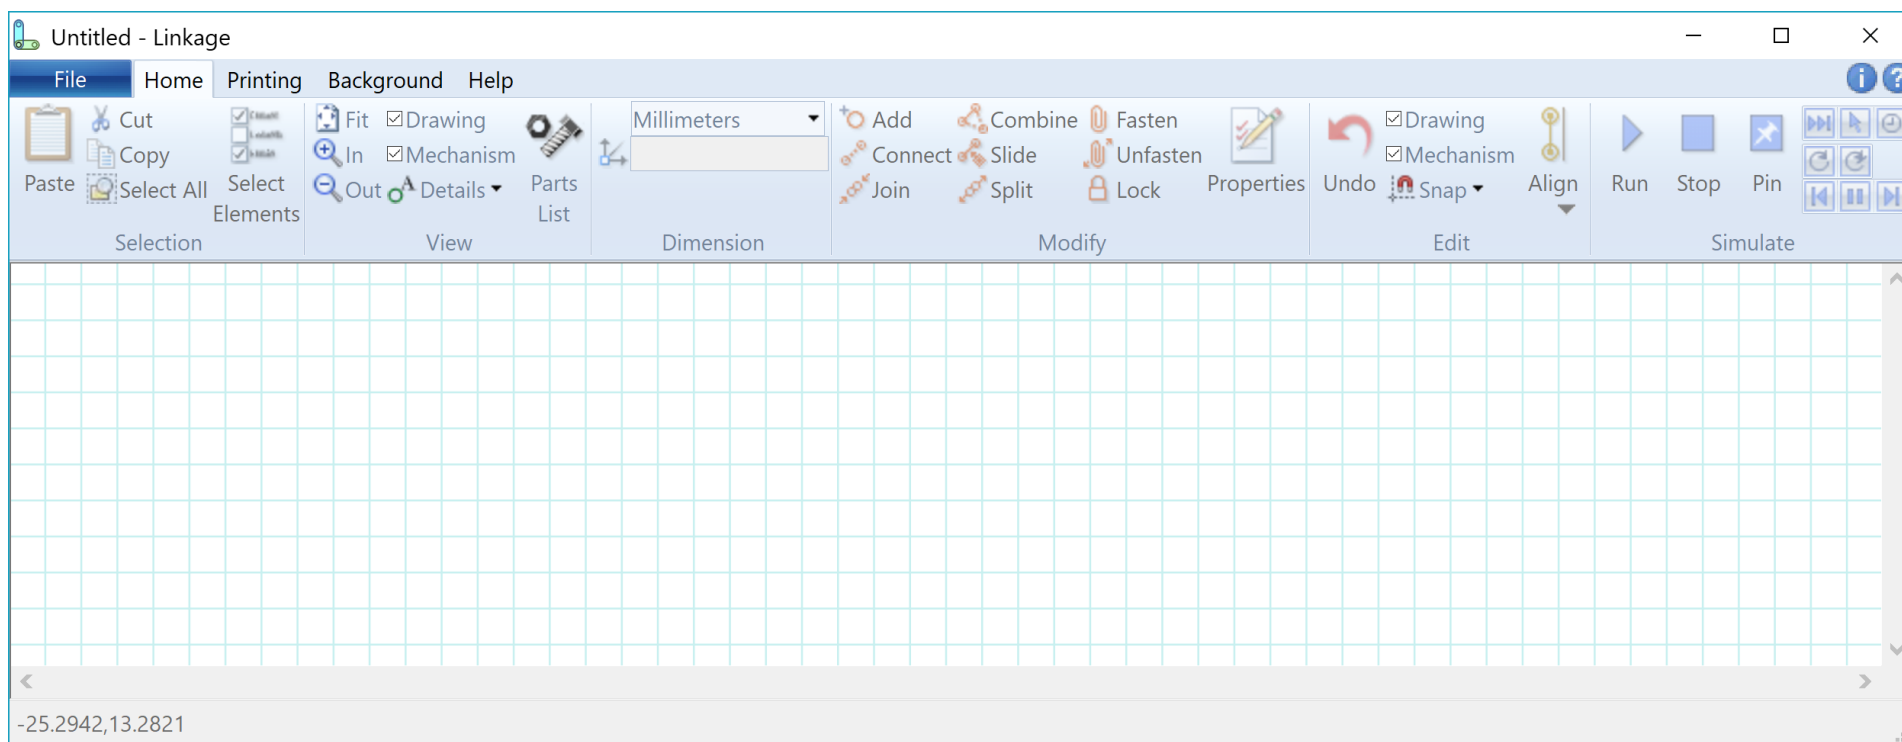 Untitled - Linkage
File Home Printing Background Help
Cut Fit Drawing Millimeters Add Combine Fasten Drawing
Copy In Mechanism Connect Slide Unfasten Mechanism
Paste Select All Select Elements Out Details Parts List Join Split Lock Properties Undo Snap Align Run Stop Pin
Selection View Dimension Modify Edit Simulate
-25.2942,13.2821